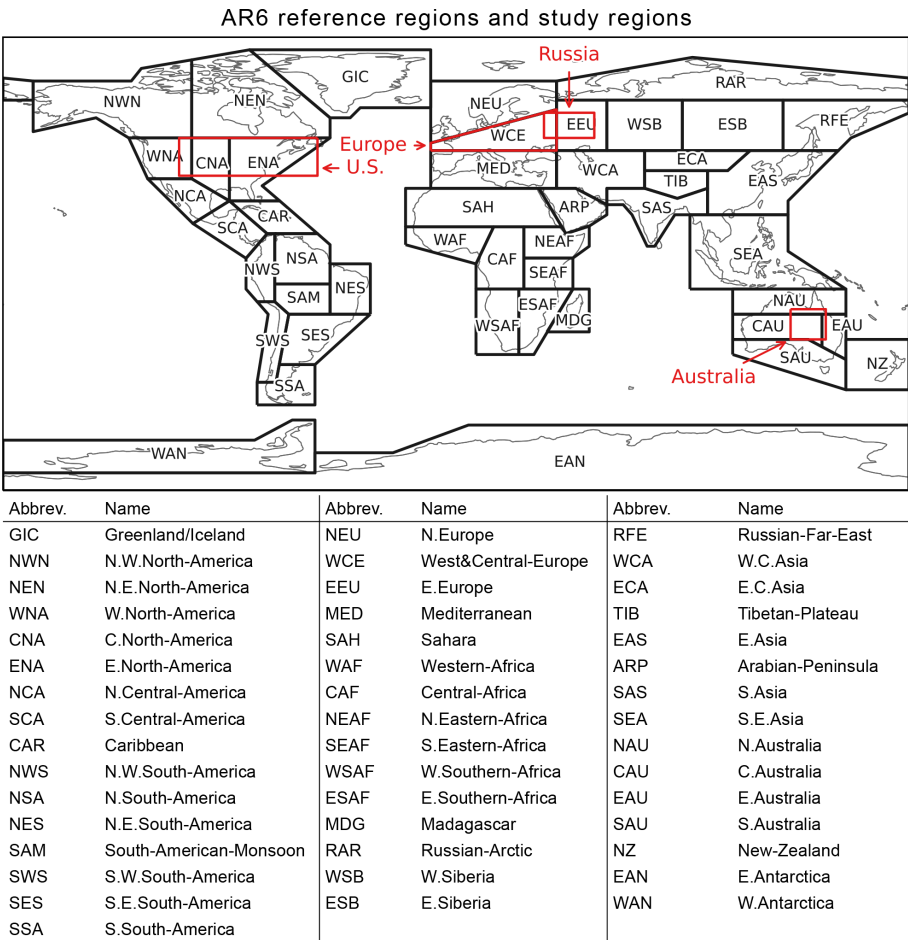 AR6 reference regions and study regions
Russia
GIC
RAR
NWN
NEN
NEU
EEU
WSB
ESB
RFE
WCE
Europe
U.S.
WNA
CNA
ENA
MED
WCA
ECA
TIB
EAS
NCA
SCA
CAR
SAH
ARP
SAS
WAF
CAF
NEAF
SEA
NWS
NSA
SEAF
NES
SAM
ESAF
MDG
WSAF
NAU
CAU
EAU
SWS
SES
SAU
NZ
Australia
SSA
WAN
EAN
Abbrev. Name Abbrev. Name Abbrev. Name
GIC Greenland/Iceland NEU N.Europe RFE Russian-Far-East
NWN N.W.North-America WCE West&Central-Europe WCA W.C.Asia
NEN N.E.North-America EEU E.Europe ECA E.C.Asia
WNA W.North-America MED Mediterranean TIB Tibetan-Plateau
CNA C.North-America SAH Sahara EAS E.Asia
ENA E.North-America WAF Western-Africa ARP Arabian-Peninsula
NCA N.Central-America CAF Central-Africa SAS S.Asia
SCA S.Central-America NEAF N.Eastern-Africa SEA S.E.Asia
CAR Caribbean SEAF S.Eastern-Africa NAU N.Australia
NWS N.W.South-America WSAF W.Southern-Africa CAU C.Australia
NSA N.South-America ESAF E.Southern-Africa EAU E.Australia
NES N.E.South-America MDG Madagascar SAU S.Australia
SAM South-American-Monsoon RAR Russian-Arctic NZ New-Zealand
SWS S.W.South-America WSB W.Siberia EAN E.Antarctica
SES S.E.South-America ESB E.Siberia WAN W.Antarctica
SSA S.South-America